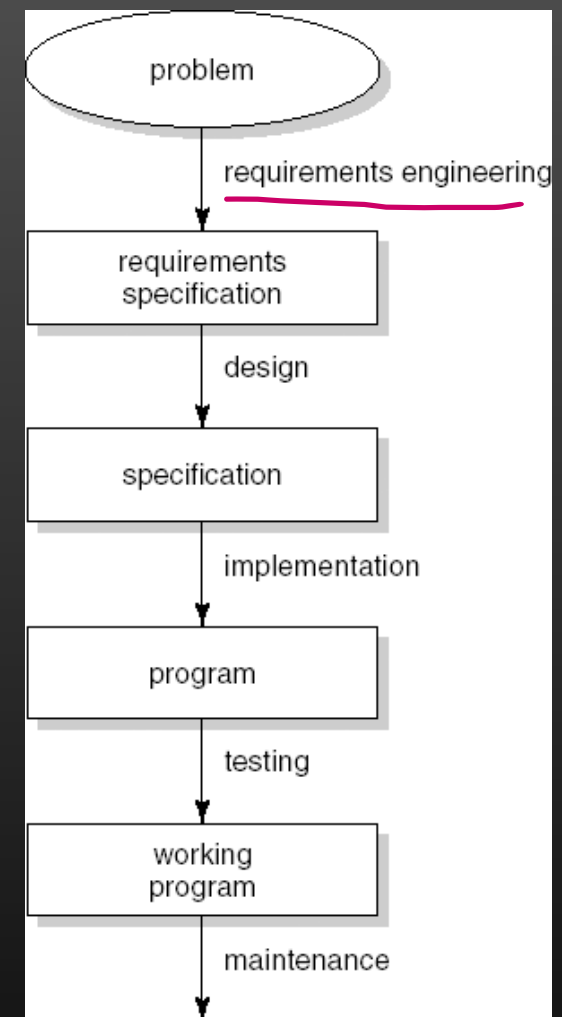 problem
requirements engineering
requirements
specification
design
specification
implementation
program
testing
working
program
maintenance